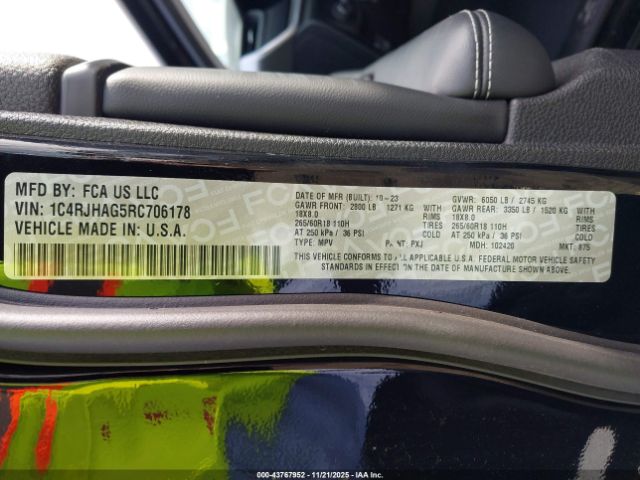 MFD BY: FCA US LLC
VIN: 1C4RJHAG5RC706178
VEHICLE MADE IN: U.S.A.
DATE OF MFR (BUILT): 10-23 GVWR: 6050 LB / 2745 KG
GAWR FRONT: 2800 LB 1271 KG WITH GAWR REAR: 3350 LB / 1520 KG WITH
18X8.0 RIMS 18X8.0 RIMS
265/60R18 110H TIRES 265/60R18 110H TIRES
AT 250 kPa / 36 PSI COLD AT 250 kPa / 36 PSI COLD
TYPE: MPV PAINT: PXJ MDH: 102420 MKT: 875
THIS VEHICLE CONFORMS TO ALL APPLICABLE U.S.A. FEDERAL MOTOR VEHICLE SAFETY
STANDARDS IN EFFECT ON THE DATE OF MANUFACTURE SHOWN ABOVE
000-43767952 11/21/2025 IAAI.COM